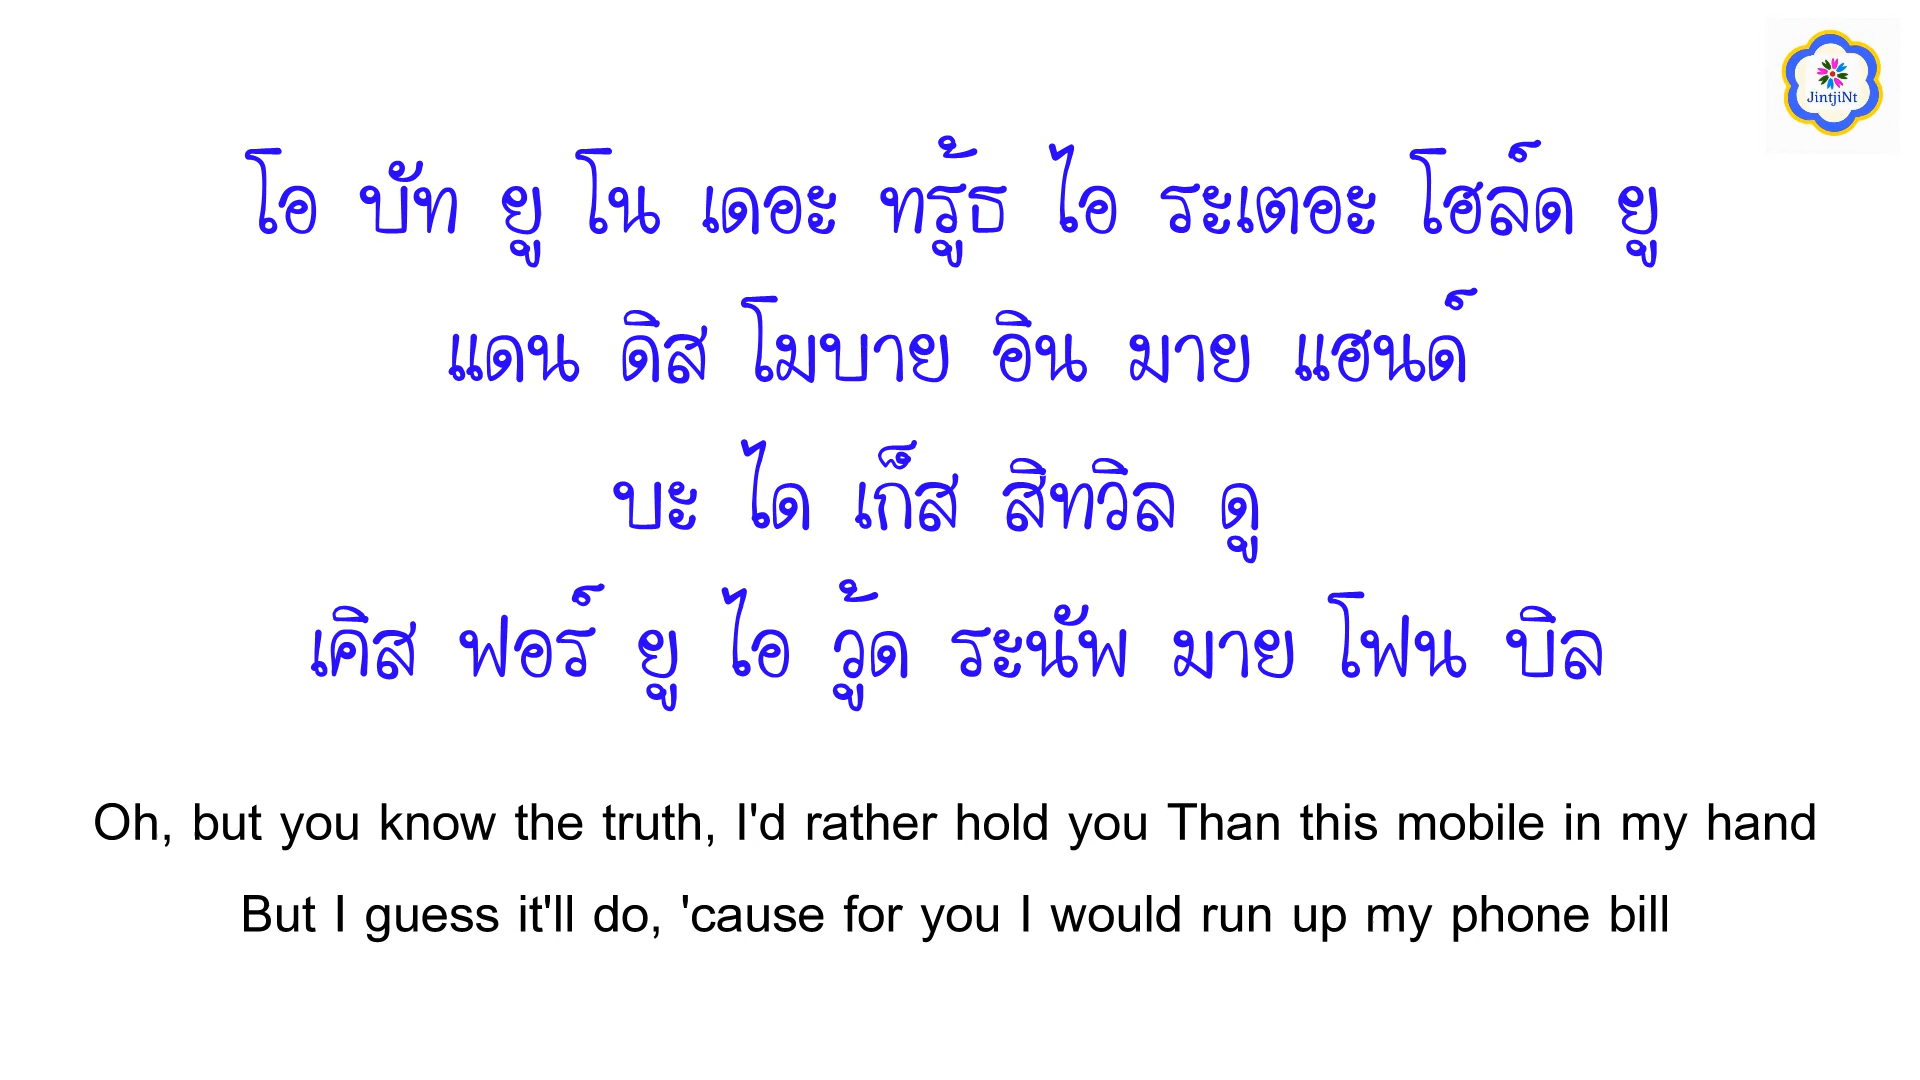 JintjiNt
โอ บัท ยู โน เดอะ ทรู้ธ ไอ ระเตอะ โฮล์ด ยู
แดน ดิส โมบาย อิน มาย แฮนด์
บะ ได เก็ส สิทวิล ดู
เคิส ฟอร์ ยู ไอ วู้ด ระนัพ มาย โฟน บิล
Oh, but you know the truth, I'd rather hold you Than this mobile in my hand
But I guess it'll do, 'cause for you I would run up my phone bill